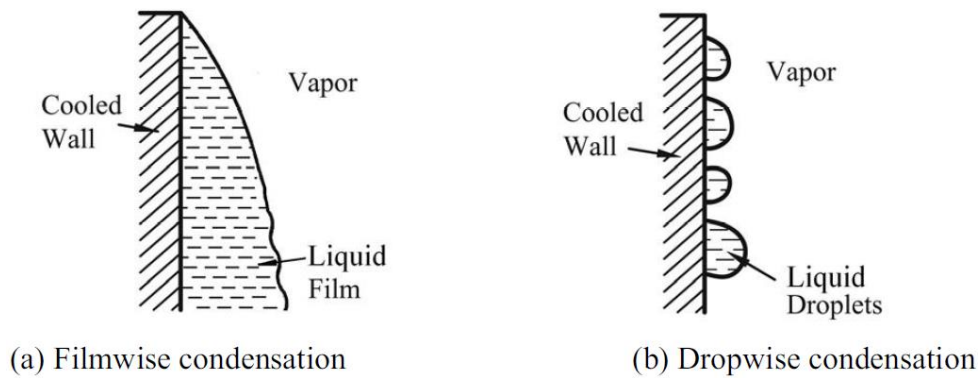 Vapor
Cooled
Wall
Liquid
Film
(a) Filmwise condensation
Vapor
Cooled
Wall
Liquid
Droplets
(b) Dropwise condensation